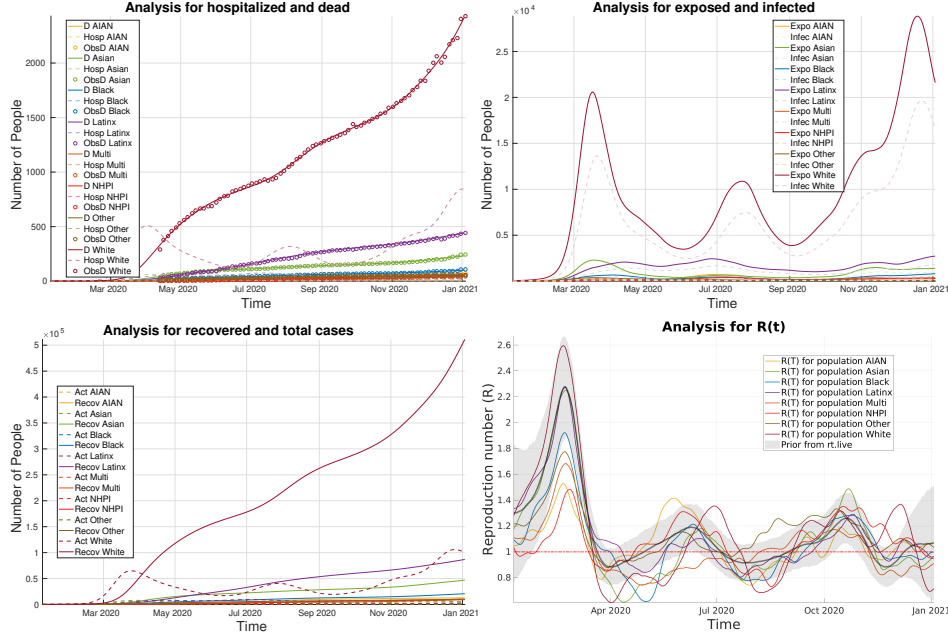 Analysis for hospitalized and dead
Number of People
2000
1500
1000
500
0
D AIAN
Hosp AIAN
ObsD AIAN
D Asian
Hosp Asian
ObsD Asian
D Black
Hosp Black
ObsD Black
D Latinx
Hosp Latinx
ObsD Latinx
D Multi
Hosp Multi
ObsD Multi
D NHPI
Hosp NHPI
ObsD NHPI
D Other
Hosp Other
ObsD Other
D White
Hosp White
ObsD White
Mar 2020 May 2020 Jul 2020 Sep 2020 Nov 2020 Jan 2021
Time
Analysis for exposed and infected
×10⁴
Number of People
2.5
2
1.5
1
0.5
0
Expo AIAN
Infec AIAN
Expo Asian
Infec Asian
Expo Black
Infec Black
Expo Latinx
Infec Latinx
Expo Multi
Infec Multi
Expo NHPI
Infec NHPI
Expo Other
Infec Other
Expo White
Infec White
Mar 2020 May 2020 Jul 2020 Sep 2020 Nov 2020 Jan 2021
Time
Analysis for recovered and total cases
×10⁵
Number of People
5
4.5
4
3.5
3
2.5
2
1.5
1
0.5
0
Act AIAN
Recov AIAN
Act Asian
Recov Asian
Act Black
Recov Black
Act Latinx
Recov Latinx
Act Multi
Recov Multi
Act NHPI
Recov NHPI
Act Other
Recov Other
Act White
Recov White
Mar 2020 May 2020 Jul 2020 Sep 2020 Nov 2020 Jan 2021
Time
Analysis for R(t)
Reproduction number (R)
2.6
2.4
2.2
2.0
1.8
1.6
1.4
1.2
1.0
0.8
R(T) for population AIAN
R(T) for population Asian
R(T) for population Black
R(T) for population Latinx
R(T) for population Multi
R(T) for population NHPI
R(T) for population Other
R(T) for population White
Prior from rt.live
Apr 2020 Jul 2020 Oct 2020 Jan 2021
Time